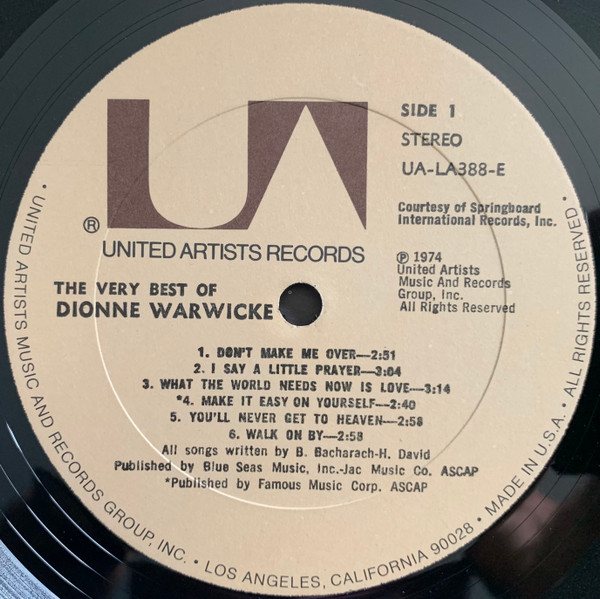 UA
®
UNITED ARTISTS RECORDS
SIDE 1
STEREO
UA-LA388-E
Courtesy of Springboard
International Records, Inc.
℗ 1974
United Artists
Music And Records
Group, Inc.
All Rights Reserved
THE VERY BEST OF
DIONNE WARWICKE
1. DON'T MAKE ME OVER—2:51
2. I SAY A LITTLE PRAYER—3:04
3. WHAT THE WORLD NEEDS NOW IS LOVE—3:14
*4. MAKE IT EASY ON YOURSELF—2:40
5. YOU'LL NEVER GET TO HEAVEN—2:58
6. WALK ON BY—2:58
All songs written by B. Bacharach-H. David
Published by Blue Seas Music, Inc.-Jac Music Co. ASCAP
*Published by Famous Music Corp. ASCAP
• UNITED ARTISTS MUSIC AND RECORDS GROUP, INC. • LOS ANGELES, CALIFORNIA 90028 • MADE IN U.S.A. • ALL RIGHTS RESERVED •